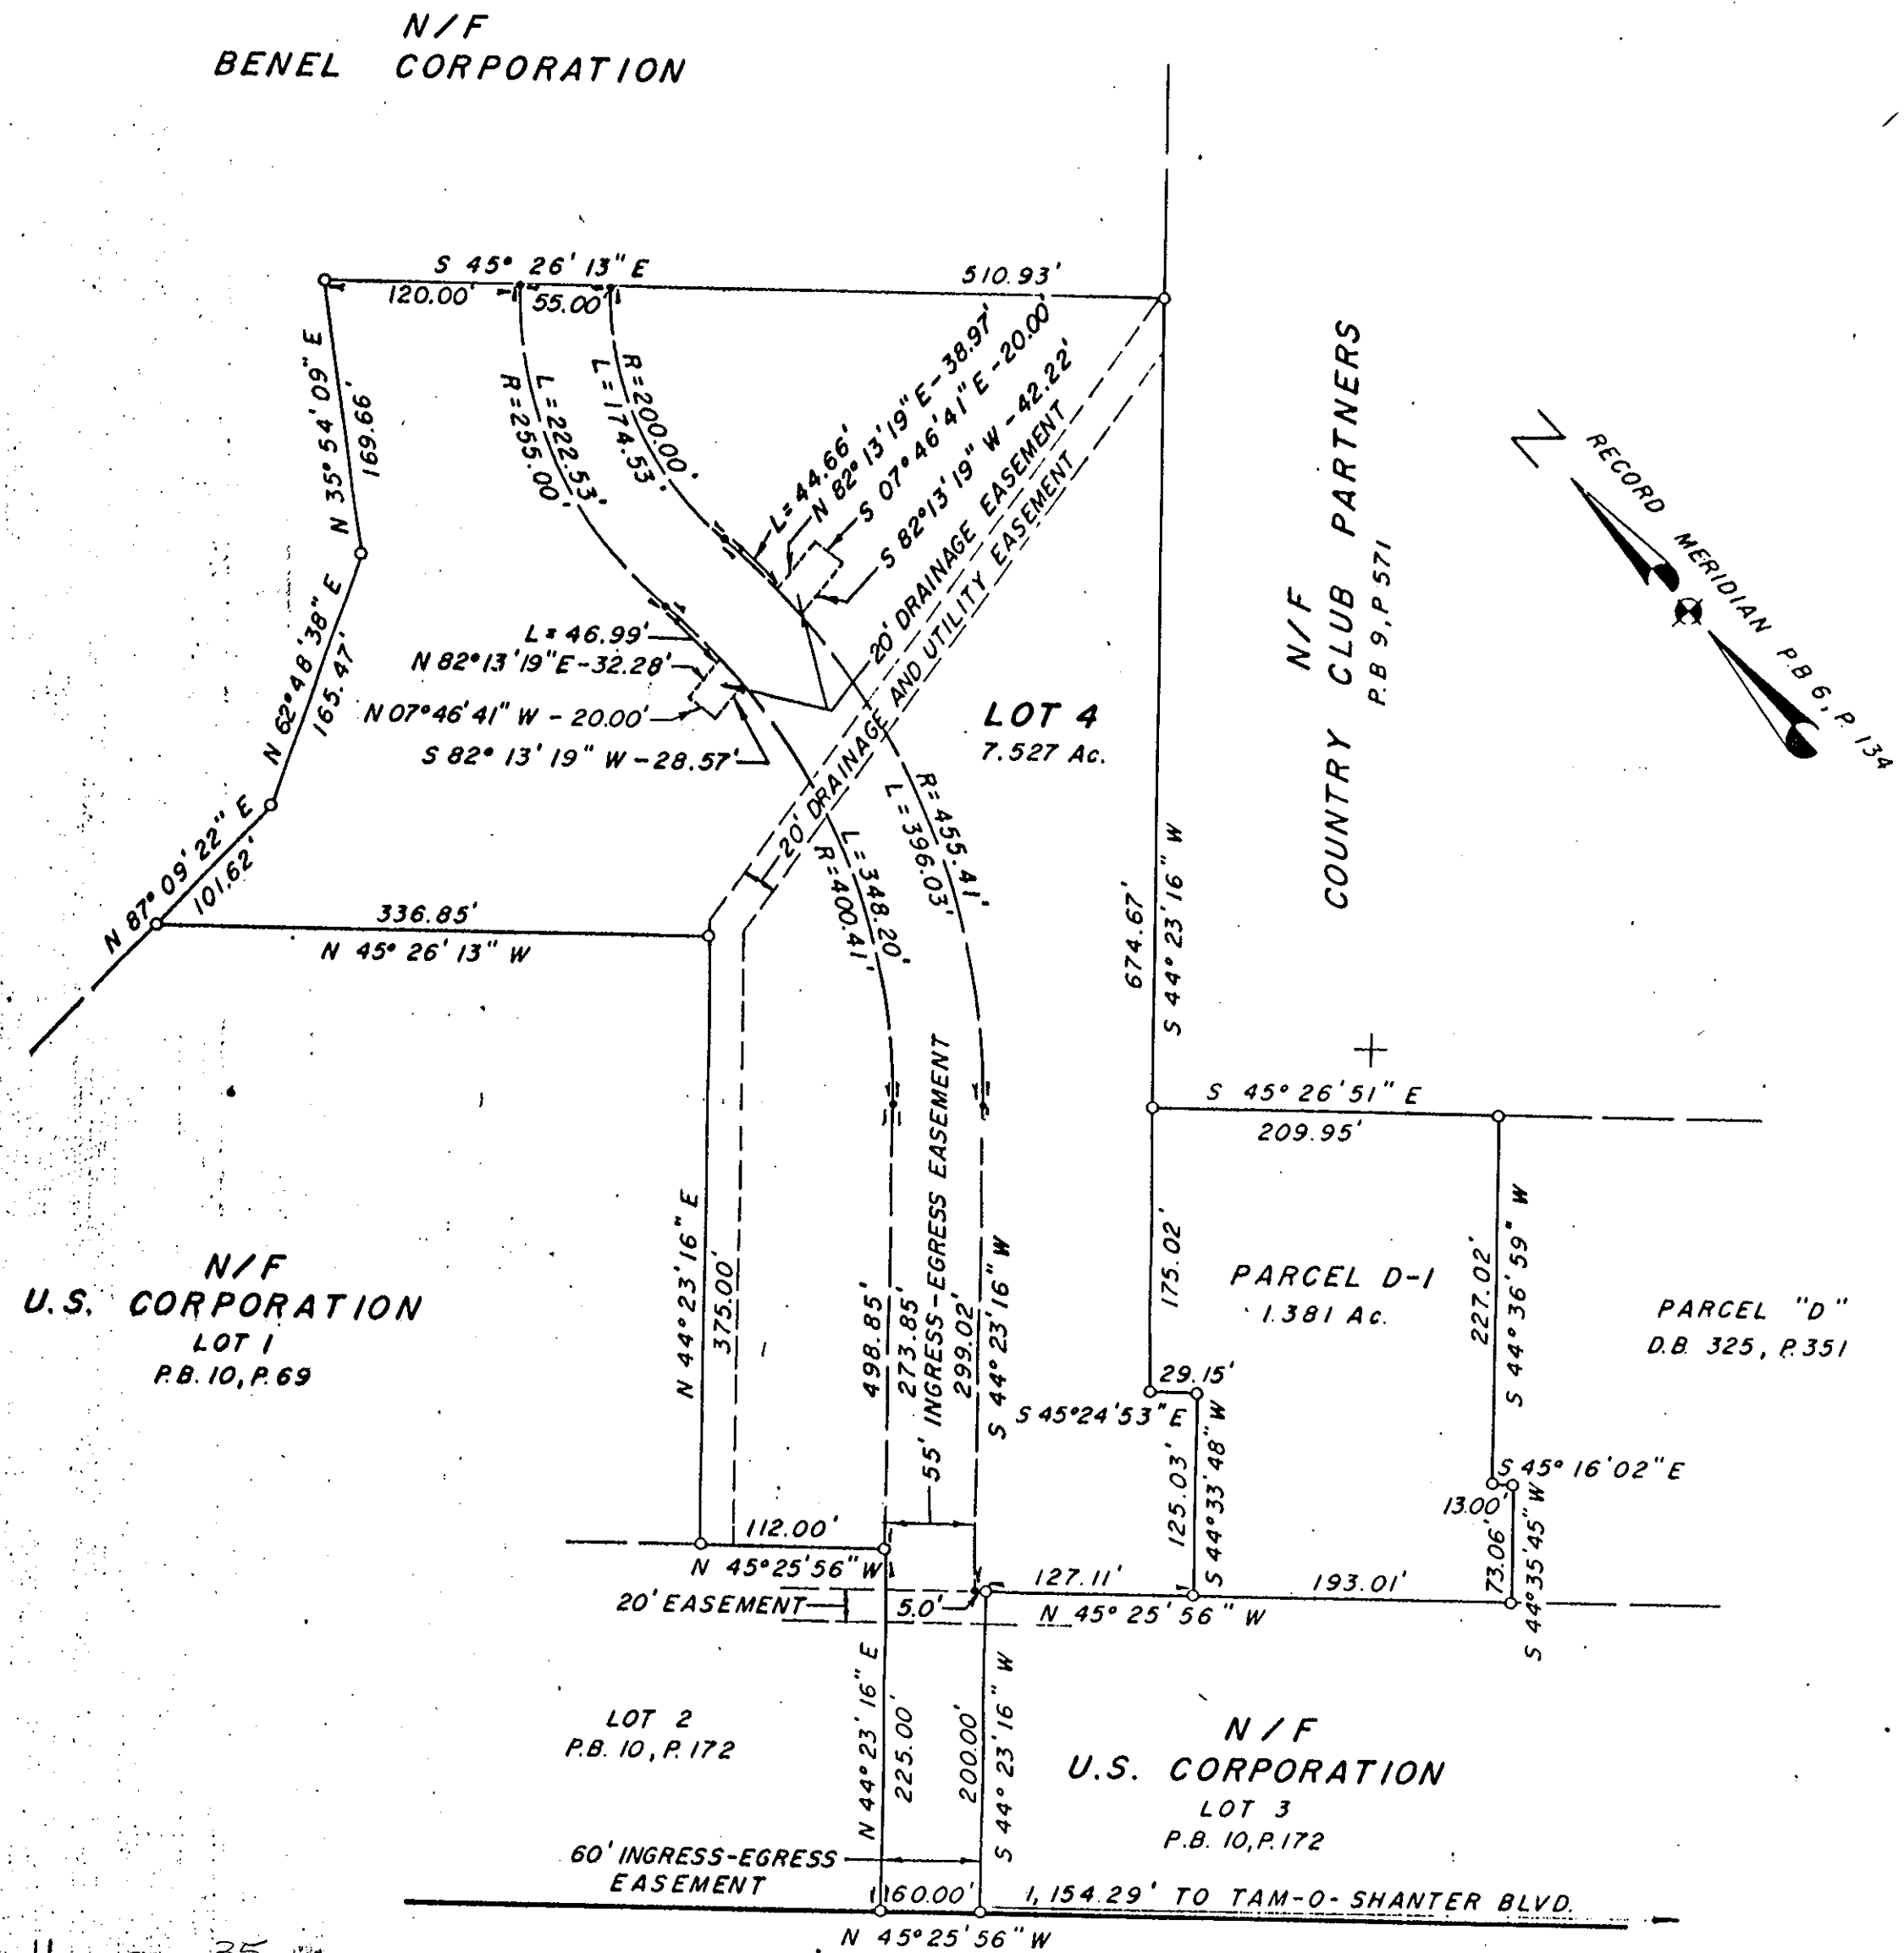 N/F
BENEL CORPORATION
S 45° 26' 13" E
510.93'
120.00'
55.00'
N 35° 54' 09" E
169.66'
N 62° 48' 38" E
165.47'
N 87° 09' 22" E
101.62'
336.85'
N 45° 26' 13" W
L=222.53'
R=255.00'
R=200.00'
L=174.53'
L=44.66'
N 82° 13' 19" E-38.97'
S 07° 46' 41" E-20.00'
S 82° 13' 19" W-42.22'
20' DRAINAGE EASEMENT
20' DRAINAGE AND UTILITY EASEMENT
L=46.99'
N 82° 13' 19" E-32.28'
N 07° 46' 41" W - 20.00'
S 82° 13' 19" W-28.57'
LOT 4
7.527 Ac.
R=455.41'
L=396.03'
L=348.20'
R=400.41'
674.67'
S 44° 23' 16" W
N/F
COUNTRY CLUB PARTNERS
P.B 9, P 571
N
RECORD MERIDIAN P.B 6, P. 134
S 45° 26' 51" E
209.95'
175.02'
PARCEL D-1
1.381 Ac.
227.02'
S 44° 36' 59" W
PARCEL "D"
D.B. 325, P. 351
29.15'
S 45° 24' 53" E
125.03'
S 44° 33' 48" W
S 45° 16' 02" E
13.00'
73.06'
S 44° 35' 45" W
N/F
U.S. CORPORATION
LOT 1
P.B. 10, P. 69
N 44° 23' 16" E
375.00'
498.85'
273.85'
55' INGRESS-EGRESS EASEMENT
299.02'
S 44° 23' 16" W
112.00'
N 45° 25' 56" W
20' EASEMENT
5.0'
127.11'
193.01'
N 45° 25' 56" W
LOT 2
P.B. 10, P. 172
N 44° 23' 16" E
225.00'
200.00'
S 44° 23' 16" W
N/F
U.S. CORPORATION
LOT 3
P.B. 10, P. 172
60' INGRESS-EGRESS
EASEMENT
60.00'
1,154.29' TO TAM-O-SHANTER BLVD.
N 45° 25' 56" W
35